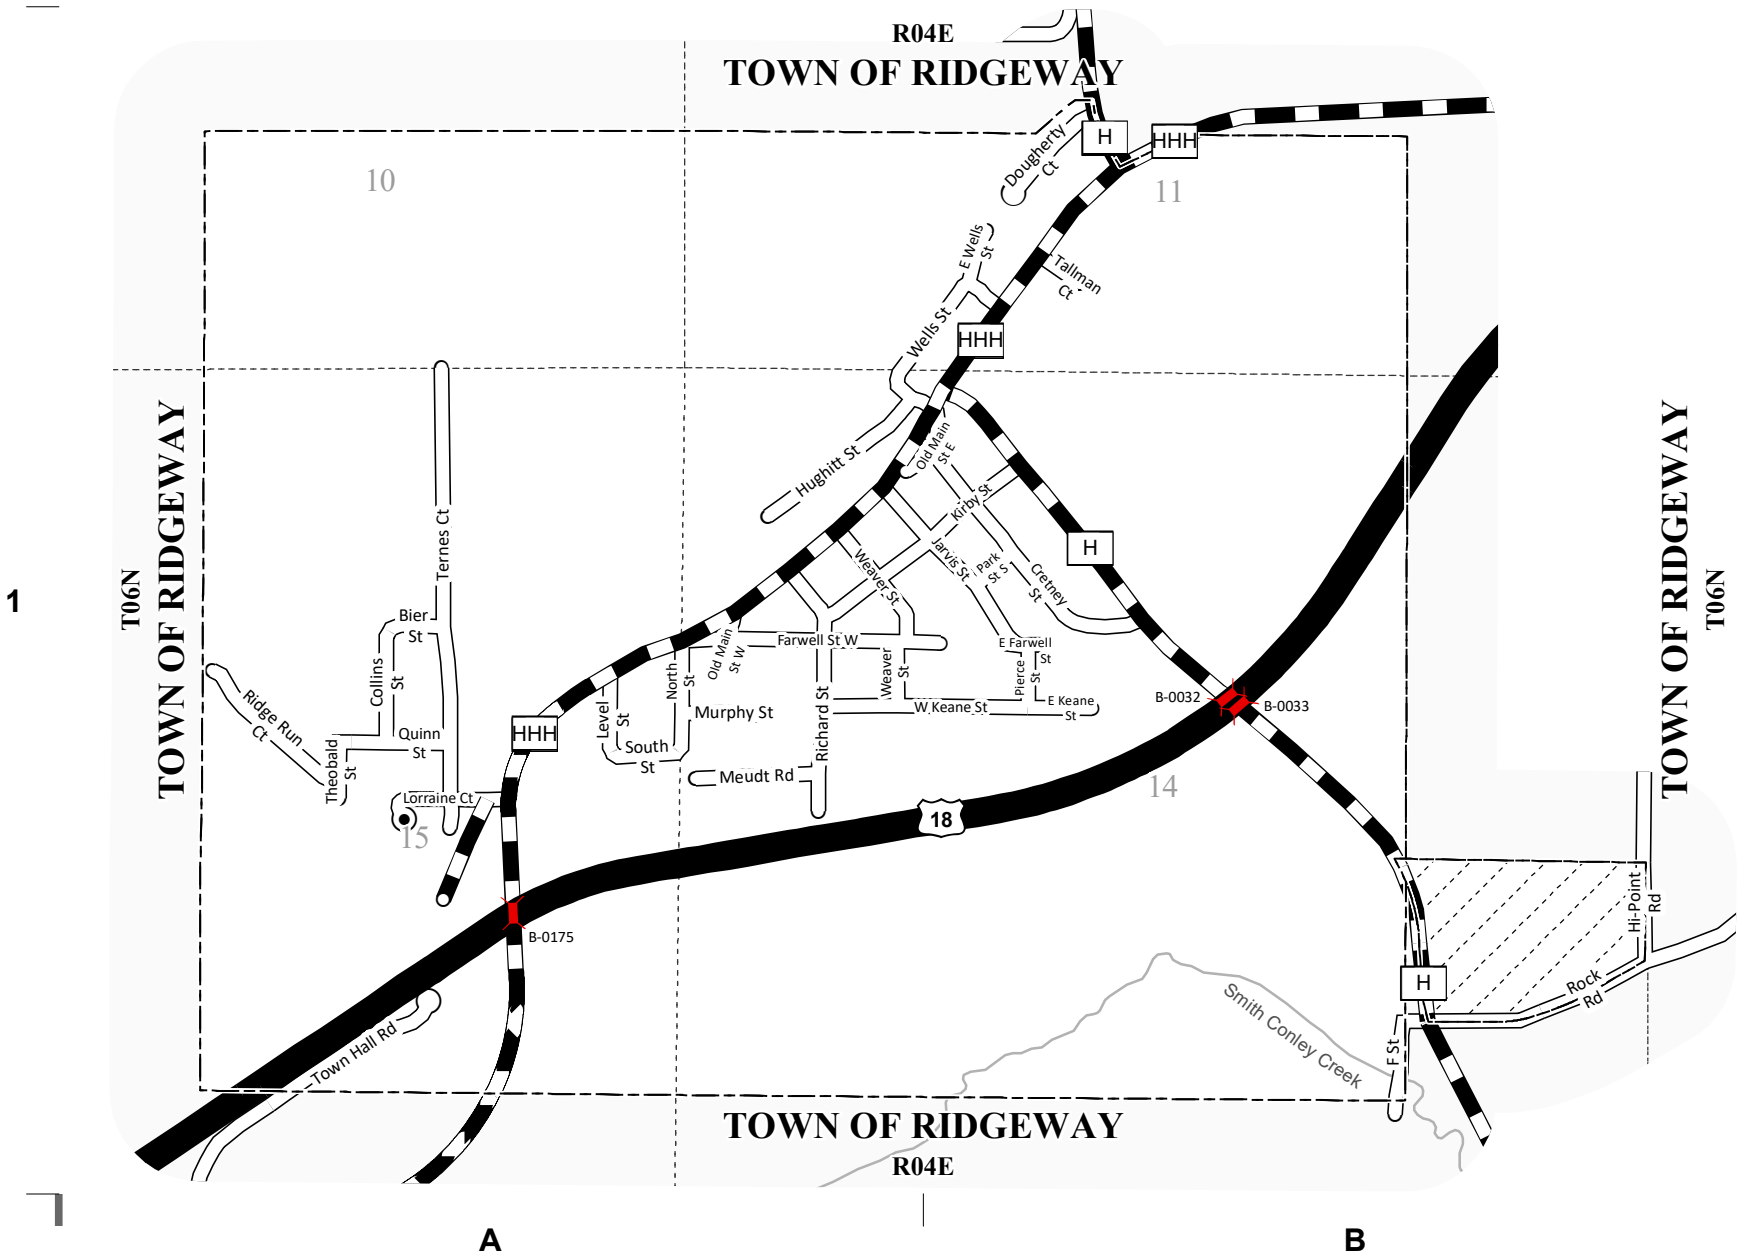 R04E
TOWN OF RIDGEWAY
H
HHH
Dougherty
Ct
10
11
E Wells
St
Tallman
Ct
Wells St
HHH
Old Main
St E
Hughitt St
Kirby St
TOWN OF RIDGEWAY
T06N
1
Ternes Ct
H
Jarvis St
Park
St S
Weaver St
Cretney
St
TOWN OF RIDGEWAY
T06N
Bier
St
Collins
St
Farwell St W
Old Main
St W
E Farwell
St
North
St
Weaver
St
Pierce
St
Ridge Run
Ct
Level
St
Murphy St
Richard St
W Keane St
E Keane
St
B-0032
B-0033
HHH
Quinn
St
South
St
Theobald
St
Meudt Rd
Lorraine Ct
14
15
18
Hi-Point
Rd
B-0175
H
Rock
Rd
Smith Conley Creek
Town Hall Rd
F St
TOWN OF RIDGEWAY
R04E
A
B